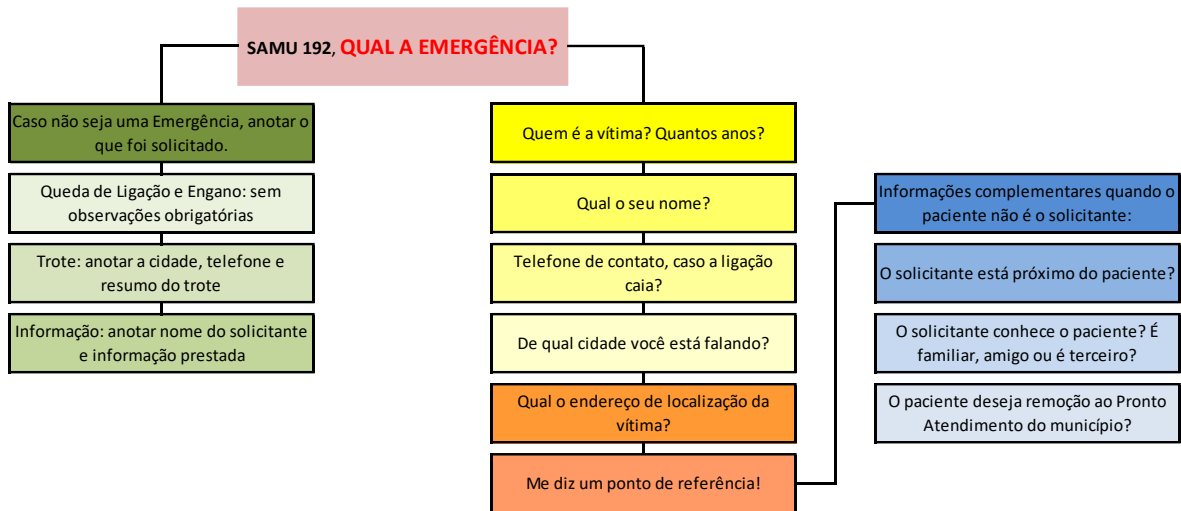 SAMU 192, QUAL A EMERGÊNCIA?
Caso não seja uma Emergência, anotar o
que foi solicitado.
Queda de Ligação e Engano: sem
observações obrigatórias
Trote: anotar a cidade, telefone e
resumo do trote
Informação: anotar nome do solicitante
e informação prestada
Quem é a vítima? Quantos anos?
Qual o seu nome?
Telefone de contato, caso a ligação
caia?
De qual cidade você está falando?
Qual o endereço de localização da
vítima?
Me diz um ponto de referência!
Informações complementares quando o
paciente não é o solicitante:
O solicitante está próximo do paciente?
O solicitante conhece o paciente? É
familiar, amigo ou é terceiro?
O paciente deseja remoção ao Pronto
Atendimento do município?